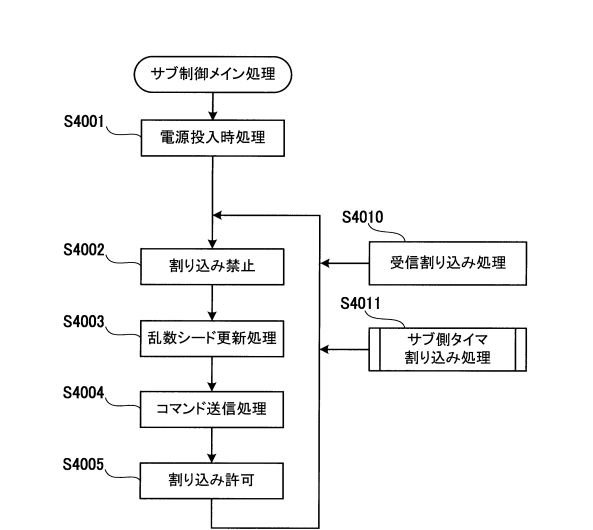 サブ制御メイン処理
S4001
電源投入時処理
S4002
割り込み禁止
S4003
乱数シード更新処理
S4004
コマンド送信処理
S4005
割り込み許可
S4010
受信割り込み処理
S4011
サブ側タイマ
割り込み処理